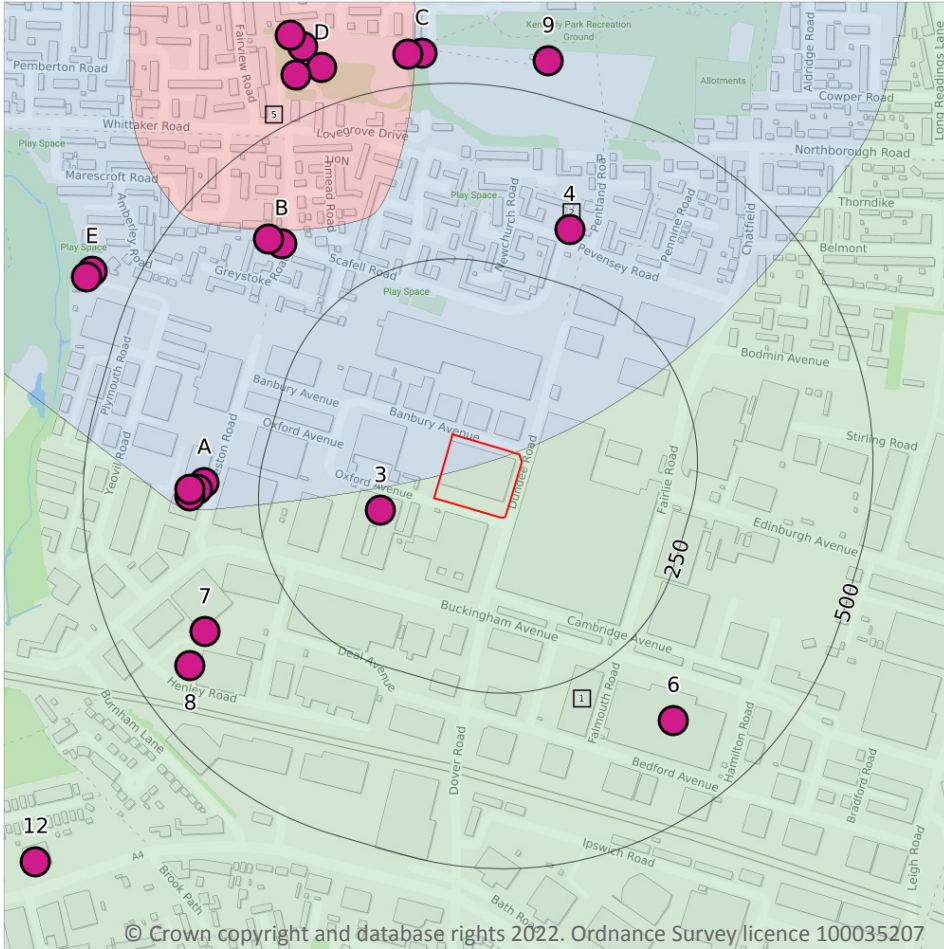 Fairview Road
D
C
Kennedy Park Recreation
Ground
9
Aldridge Road
Long Readings Lane
Pemberton Road
Allotments
Cowper Road
5
Whittaker Road
Lovegrove Drive
Play Space
Northborough Road
Marescroft Road
Amberley Road
Play Space
Newchurch Road
4
Pentland Road
Pennine Road
Chatfield
Thorndike
B
E
Play Space
Greystoke Road
Scafell Road
Pevensey Road
Belmont
Play Space
Plymouth Road
Banbury Avenue
Bodmin Avenue
Oxford Avenue
Banbury Avenue
Stirling Road
Yeovil Road
A
3
Oxford Avenue
Dundee Road
Fairlie Road
Edinburgh Avenue
250
500
7
Buckingham Avenue
Cambridge Avenue
Deal Avenue
8
Henley Road
1
Falmouth Road
6
Burnham Lane
Dover Road
Hamilton Road
Bedford Avenue
Bradford Road
12
A4
Ipswich Road
Leigh Road
Brook Path
Bath Road
© Crown copyright and database rights 2022. Ordnance Survey licence 100035207